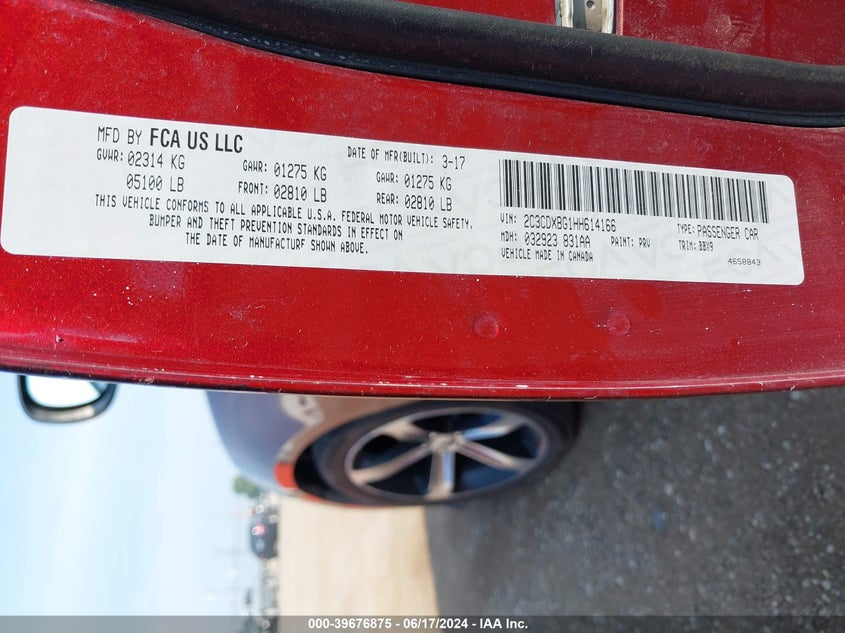 MFD BY FCA US LLC
DATE OF MFR(BUILT): 3-17
GVWR: 02314 KG GAWR: 01275 KG GAWR: 01275 KG
05100 LB FRONT: 02810 LB REAR: 02810 LB
THIS VEHICLE CONFORMS TO ALL APPLICABLE U.S.A. FEDERAL MOTOR VEHICLE SAFETY,
BUMPER AND THEFT PREVENTION STANDARDS IN EFFECT ON
THE DATE OF MANUFACTURE SHOWN ABOVE.
VIN: 2C3CDXBG1HH614166 TYPE: PASSENGER CAR
MDH: 032923 831AA PAINT: PRV TRIM: BBX9
VEHICLE MADE IN CANADA
4658843
000-39676875 - 06/17/2024 - IAA Inc.